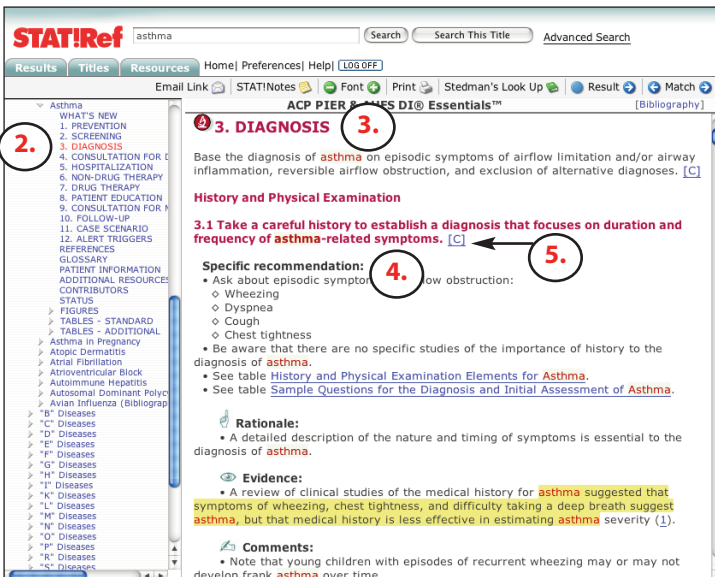 STAT!Ref
asthma
Search
Search This Title
Advanced Search
Results Titles Resources Home| Preferences| Help| LOG OFF
Email Link STAT!Notes Font Print Stedman's Look Up Result Match
Asthma
WHAT'S NEW
1. PREVENTION
2. SCREENING
3. DIAGNOSIS
4. CONSULTATION FOR D
5. HOSPITALIZATION
6. NON-DRUG THERAPY
7. DRUG THERAPY
8. PATIENT EDUCATION
9. CONSULTATION FOR M
10. FOLLOW-UP
11. CASE SCENARIO
12. ALERT TRIGGERS
REFERENCES
GLOSSARY
PATIENT INFORMATION
ADDITIONAL RESOURCES
CONTRIBUTORS
STATUS
FIGURES
TABLES - STANDARD
TABLES - ADDITIONAL
Asthma in Pregnancy
Atopic Dermatitis
Atrial Fibrillation
Atrioventricular Block
Autoimmune Hepatitis
Autosomal Dominant Polycy
Avian Influenza (Bibliograp
"B" Diseases
"C" Diseases
"D" Diseases
"E" Diseases
"F" Diseases
"G" Diseases
"H" Diseases
"I" Diseases
"K" Diseases
"L" Diseases
"M" Diseases
"N" Diseases
"O" Diseases
"P" Diseases
"R" Diseases
"S" Diseases
2.
ACP PIER & DI® Essentials™
[Bibliography]
3. DIAGNOSIS
3.
Base the diagnosis of asthma on episodic symptoms of airflow limitation and/or airway
inflammation, reversible airflow obstruction, and exclusion of alternative diagnoses. [C]
History and Physical Examination
3.1 Take a careful history to establish a diagnosis that focuses on duration and
frequency of asthma-related symptoms. [C]
5.
Specific recommendation:
4.
• Ask about episodic sympto low obstruction:
Wheezing
Dyspnea
Cough
Chest tightness
• Be aware that there are no specific studies of the importance of history to the
diagnosis of asthma.
• See table History and Physical Examination Elements for Asthma.
• See table Sample Questions for the Diagnosis and Initial Assessment of Asthma.
Rationale:
• A detailed description of the nature and timing of symptoms is essential to the
diagnosis of asthma.
Evidence:
• A review of clinical studies of the medical history for asthma suggested that
symptoms of wheezing, chest tightness, and difficulty taking a deep breath suggest
asthma, but that medical history is less effective in estimating asthma severity (1).
Comments:
• Note that young children with episodes of recurrent wheezing may or may not
develop frank asthma over time.